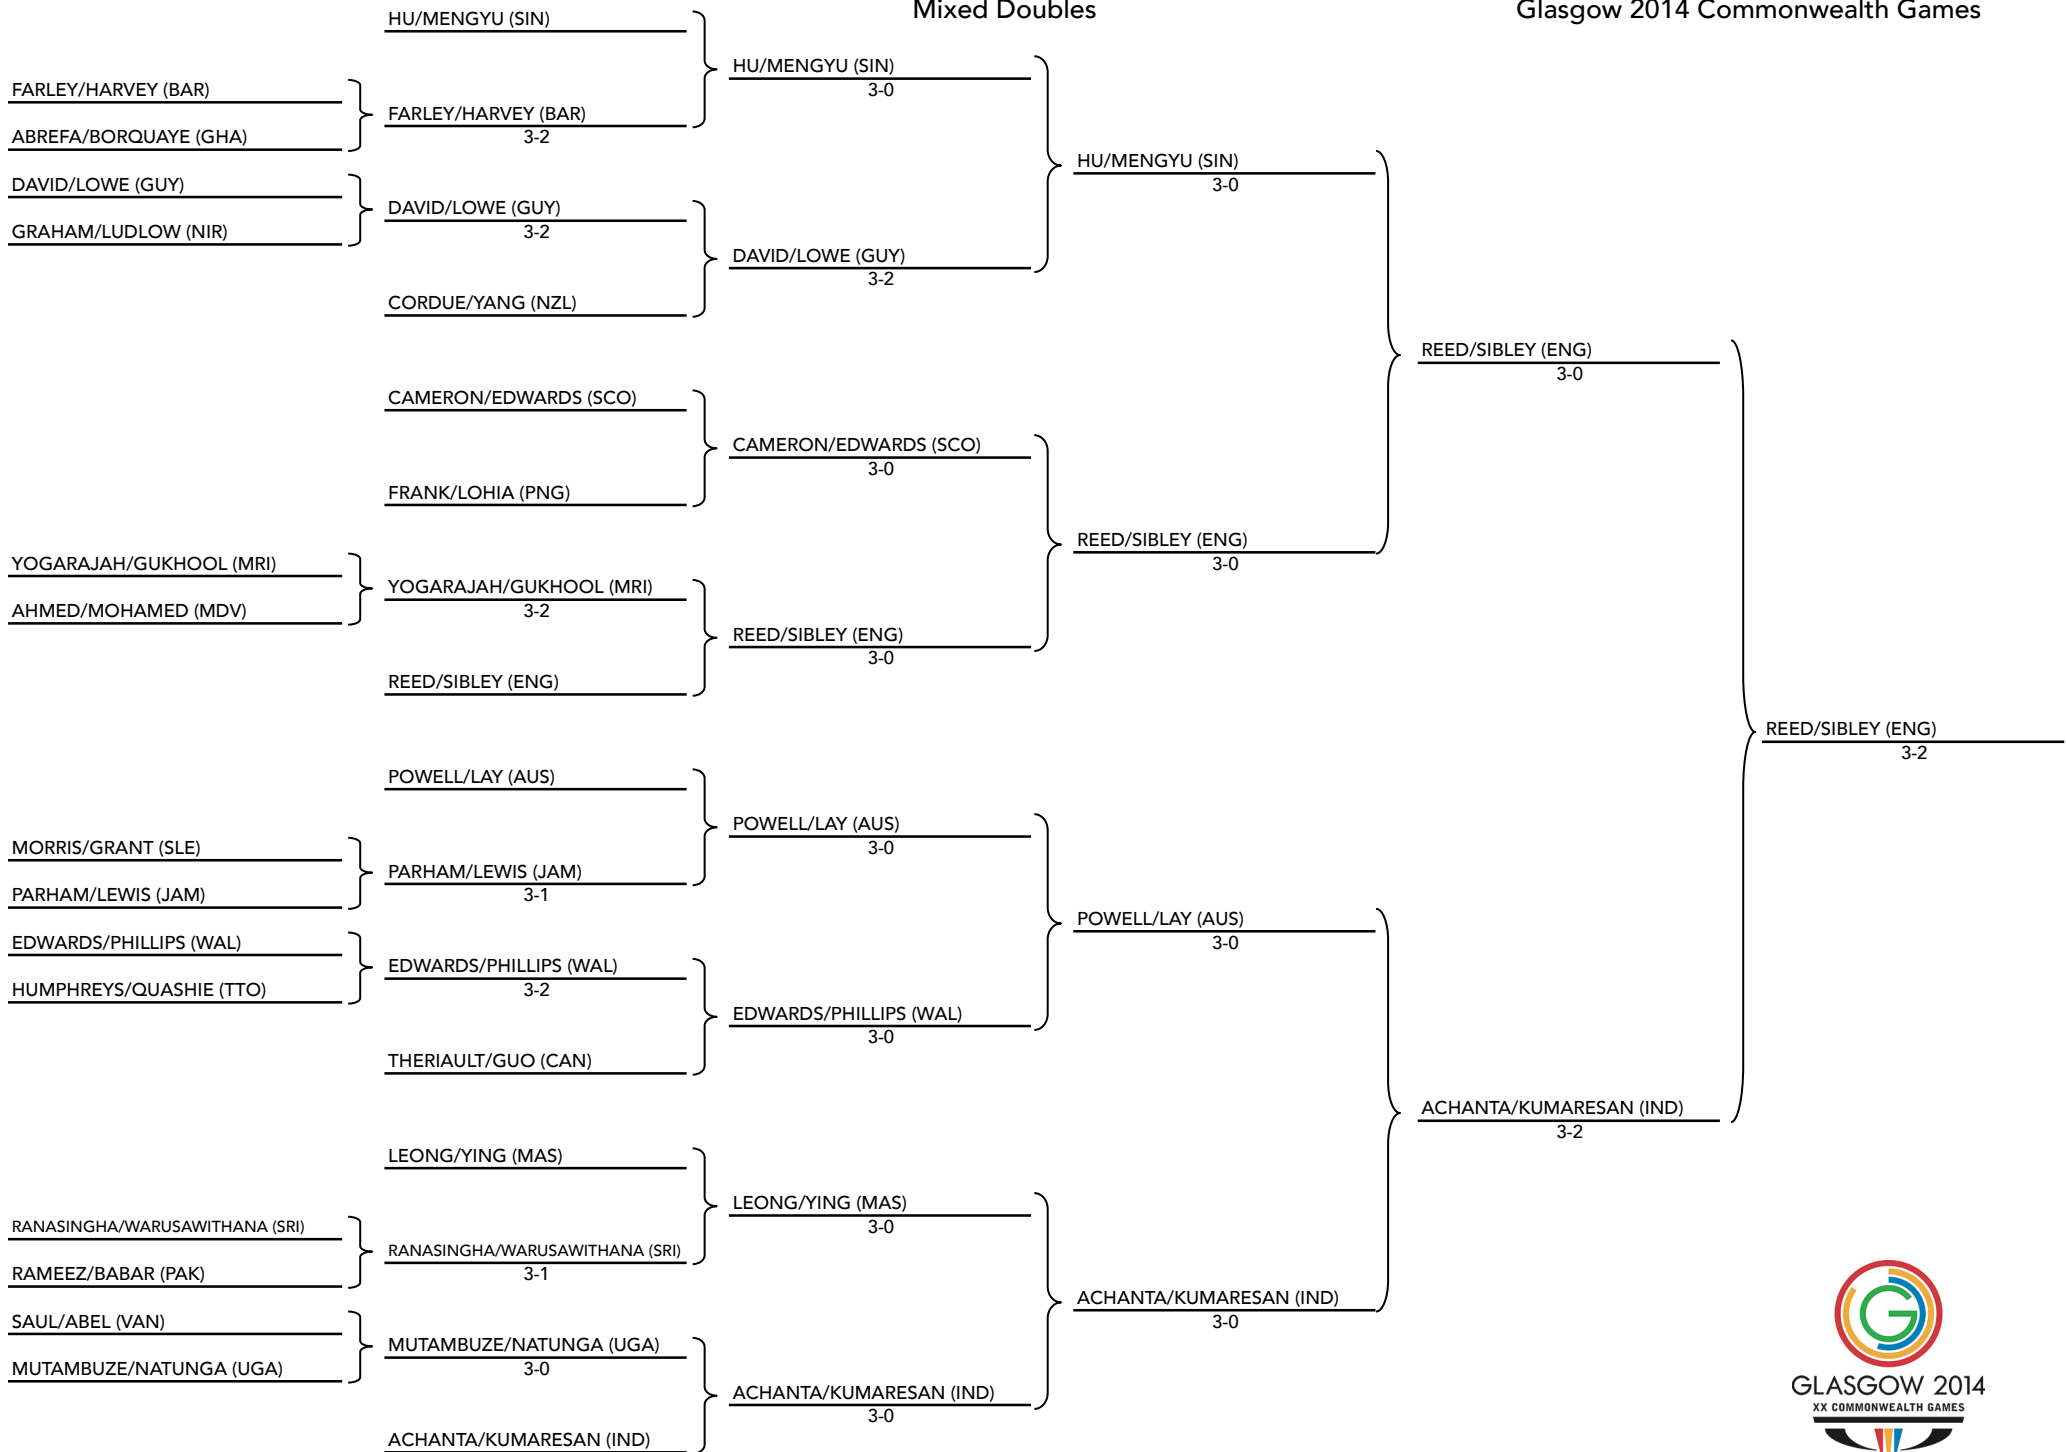 Mixed Doubles
Glasgow 2014 Commonwealth Games
FARLEY/HARVEY (BAR)
ABREFA/BORQUAYE (GHA)
DAVID/LOWE (GUY)
GRAHAM/LUDLOW (NIR)
YOGARAJAH/GUKHOOL (MRI)
AHMED/MOHAMED (MDV)
MORRIS/GRANT (SLE)
PARHAM/LEWIS (JAM)
EDWARDS/PHILLIPS (WAL)
HUMPHREYS/QUASHIE (TTO)
RANASINGHA/WARUSAWITHANA (SRI)
RAMEEZ/BABAR (PAK)
SAUL/ABEL (VAN)
MUTAMBUZE/NATUNGA (UGA)
HU/MENGYU (SIN)
FARLEY/HARVEY (BAR)
3-2
DAVID/LOWE (GUY)
3-2
CORDUE/YANG (NZL)
CAMERON/EDWARDS (SCO)
FRANK/LOHIA (PNG)
YOGARAJAH/GUKHOOL (MRI)
3-2
REED/SIBLEY (ENG)
POWELL/LAY (AUS)
PARHAM/LEWIS (JAM)
3-1
EDWARDS/PHILLIPS (WAL)
3-2
THERIAULT/GUO (CAN)
LEONG/YING (MAS)
RANASINGHA/WARUSAWITHANA (SRI)
3-1
MUTAMBUZE/NATUNGA (UGA)
3-0
ACHANTA/KUMARESAN (IND)
HU/MENGYU (SIN)
3-0
DAVID/LOWE (GUY)
3-2
CAMERON/EDWARDS (SCO)
3-0
REED/SIBLEY (ENG)
3-0
POWELL/LAY (AUS)
3-0
EDWARDS/PHILLIPS (WAL)
3-0
LEONG/YING (MAS)
3-0
ACHANTA/KUMARESAN (IND)
3-0
HU/MENGYU (SIN)
3-0
REED/SIBLEY (ENG)
3-0
POWELL/LAY (AUS)
3-0
ACHANTA/KUMARESAN (IND)
3-0
REED/SIBLEY (ENG)
3-0
ACHANTA/KUMARESAN (IND)
3-2
REED/SIBLEY (ENG)
3-2
G
GLASGOW 2014
XX COMMONWEALTH GAMES